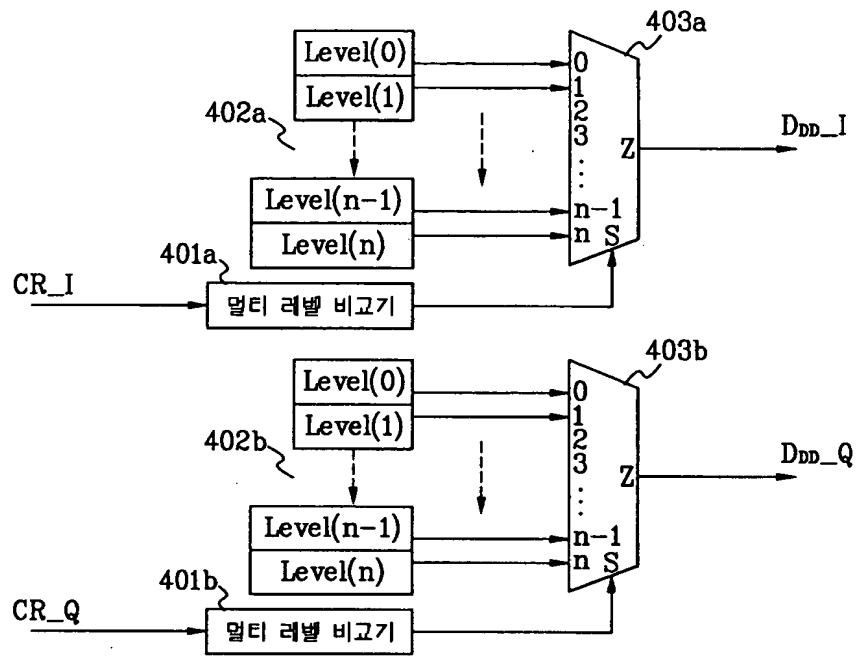 403a
Level(0)
0
Level(1)
1
402a
2
3
DDD_I
Z
⋮
Level(n-1)
n-1
Level(n)
n S
401a
CR_I
멀티 레벨 비고기
403b
Level(0)
0
Level(1)
1
402b
2
3
DDD_Q
Z
⋮
Level(n-1)
n-1
Level(n)
n S
401b
CR_Q
멀티 레벨 비고기